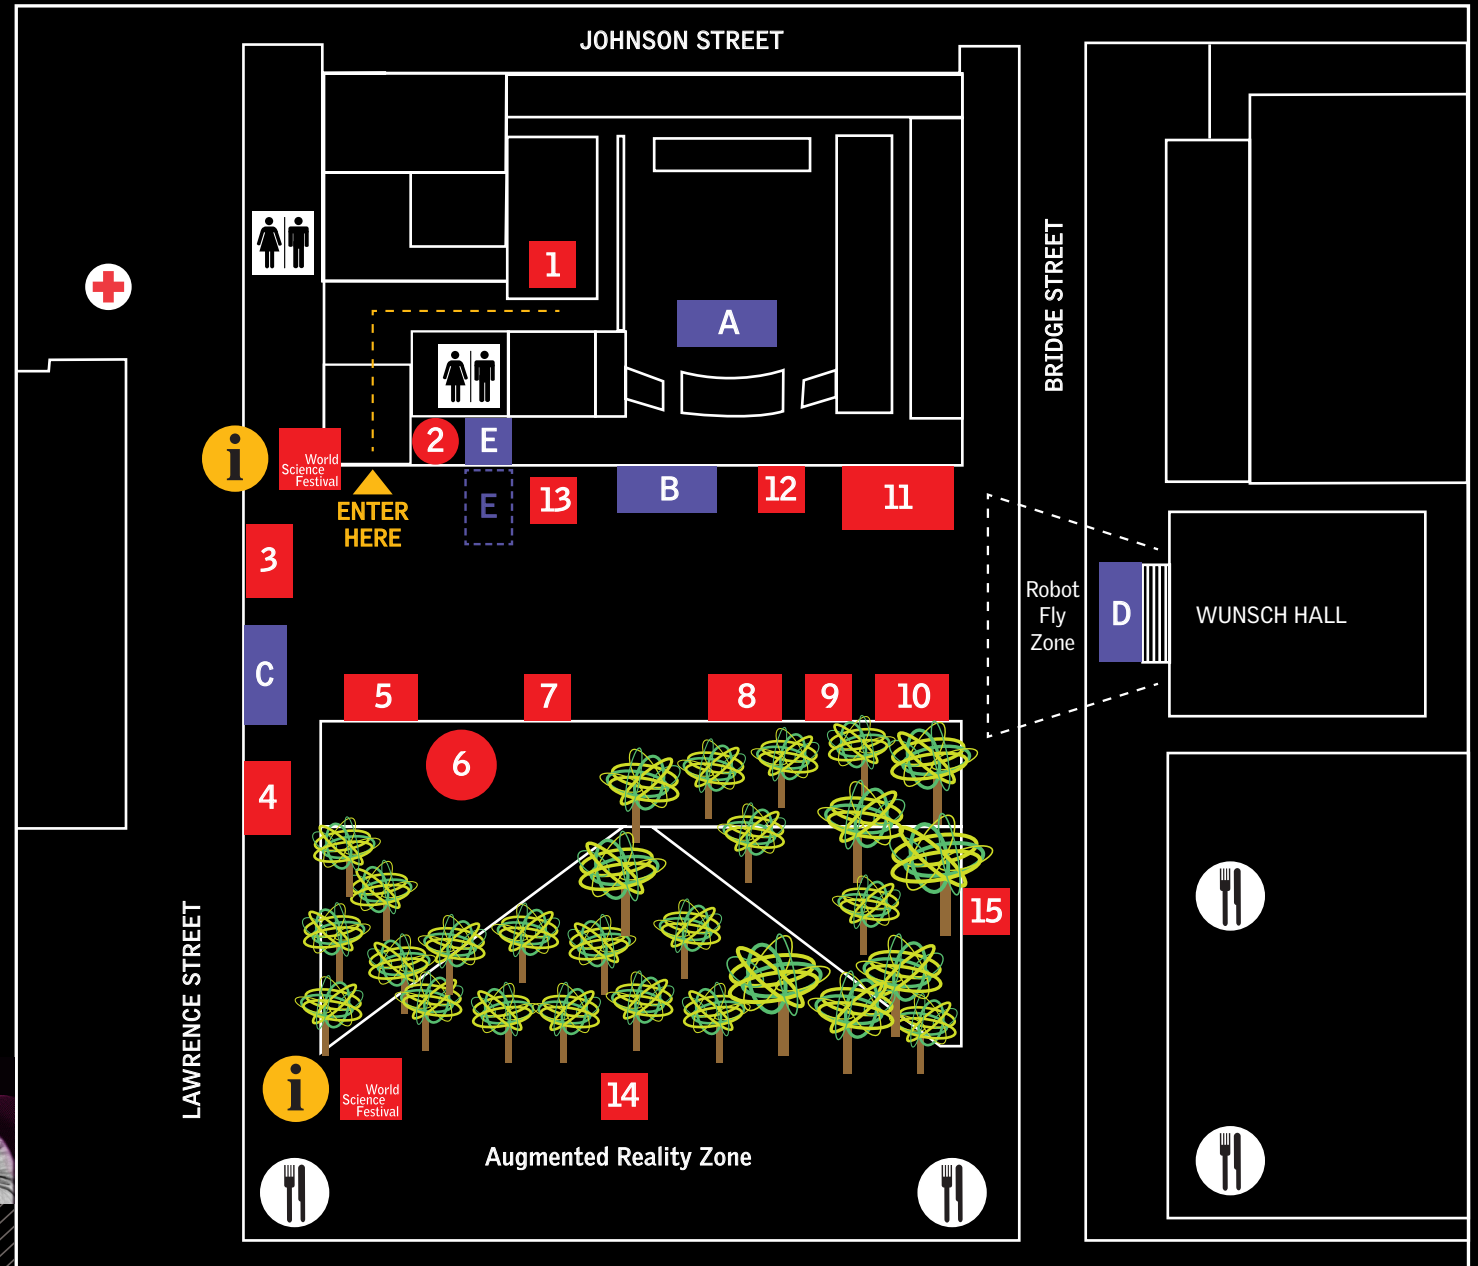 JOHNSON STREET
1
A
BRIDGE STREET
2
E
i
World
Science
Festival
ENTER
HERE
E
13
B
12
11
3
Robot
Fly
Zone
D
WUNSCH HALL
C
5
7
8
9
10
6
4
15
LAWRENCE STREET
i
World
Science
Festival
14
Augmented Reality Zone